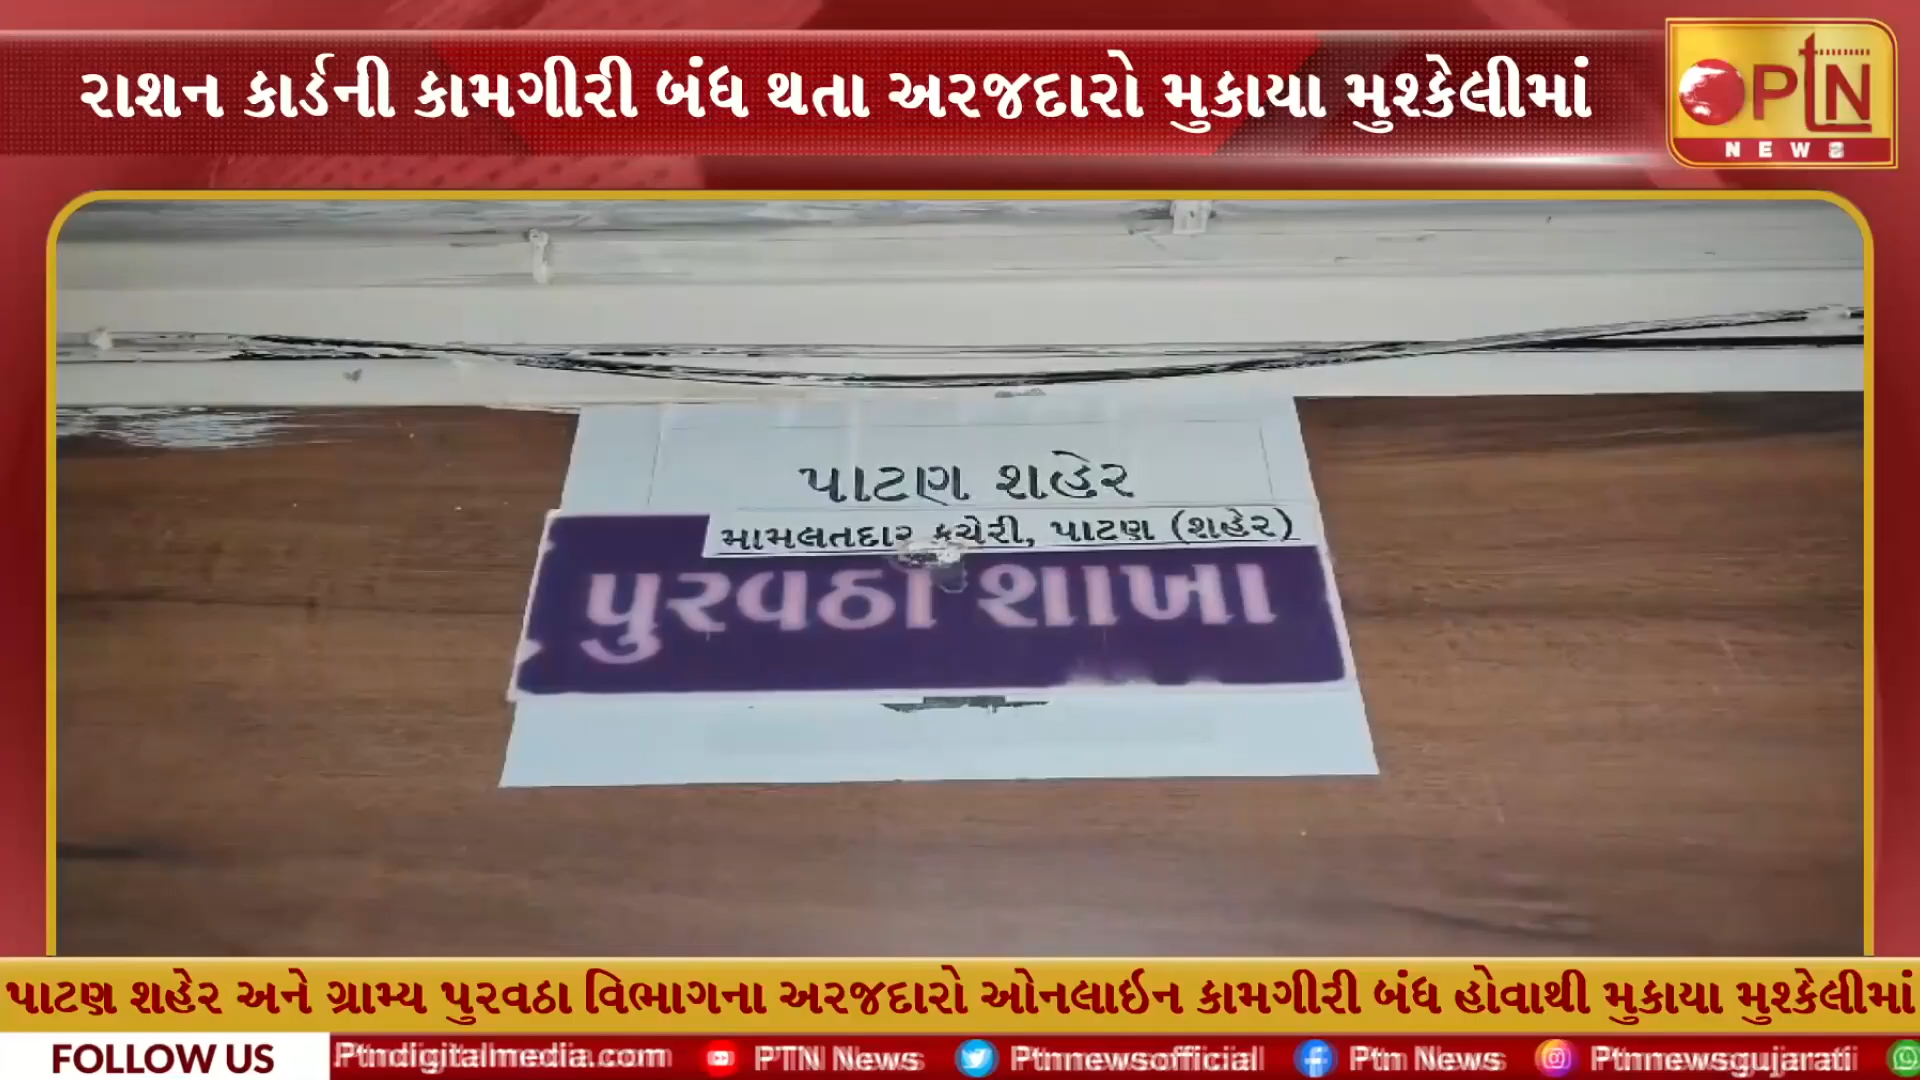 રાશન કાર્ડની કામગીરી બંધ થતા અરજદારો મુકાયા મુશ્કેલીમાં
PTN
NEWS
પાટણ શહેર
મામલતદાર કચેરી, પાટણ (શહેર)
પુરવઠા શાખા
પાટણ શહેર અને ગ્રામ્ય પુરવઠા વિભાગના અરજદારો ઓનલાઇન કામગીરી બંધ હોવાથી મુકાયા મુશ્કેલીમાં
FOLLOW US Ptndigitalmedia.com PTN News Ptnnewsofficial Ptn News Ptnnewsgujarati